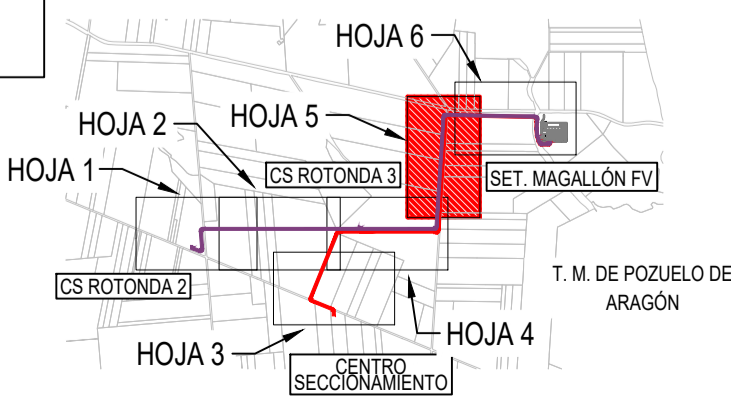 HOJA 6
HOJA 5
HOJA 2
HOJA 1
CS ROTONDA 3
SET. MAGALLÓN FV
CS ROTONDA 2
T. M. DE POZUELO DE
ARAGÓN
HOJA 4
HOJA 3
CENTRO
SECCIONAMIENTO